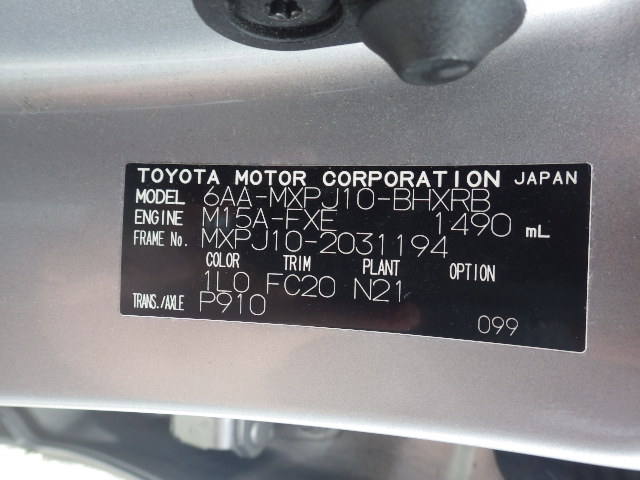 TOYOTA MOTOR CORPORATION JAPAN
MODEL 6AA-MXPJ10-BHXRB
ENGINE M15A-FXE 1490 mL
FRAME No. MXPJ10-2031194
COLOR TRIM PLANT OPTION
1L0 FC20 N21
TRANS./AXLE P910
099